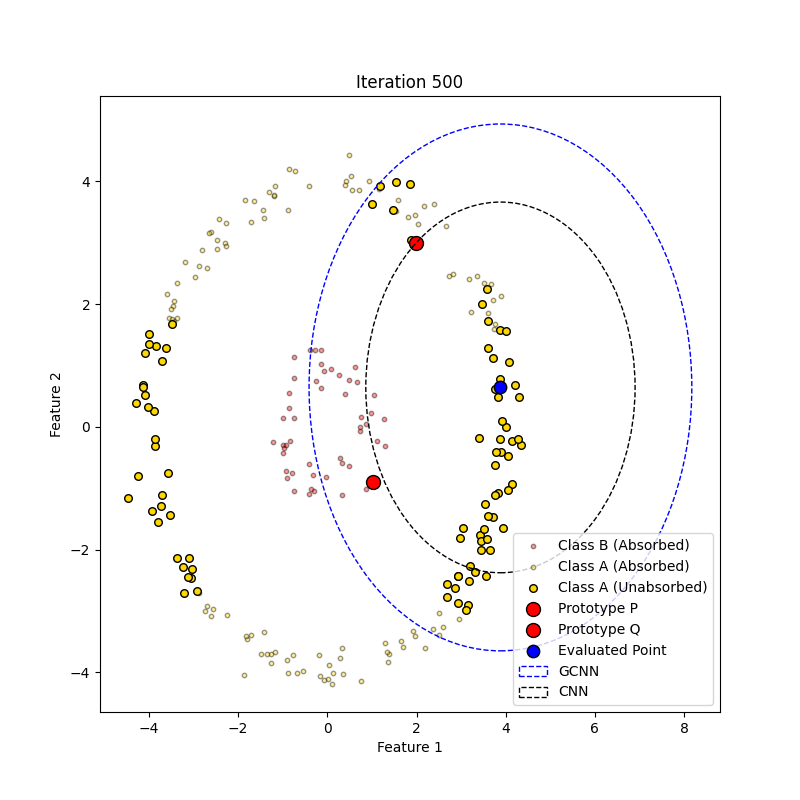 Iteration 500
Feature 2
4
2
0
−2
−4
Class B (Absorbed)
Class A (Absorbed)
Class A (Unabsorbed)
Prototype P
Prototype Q
Evaluated Point
GCNN
CNN
−4 −2 0 2 4 6 8
Feature 1